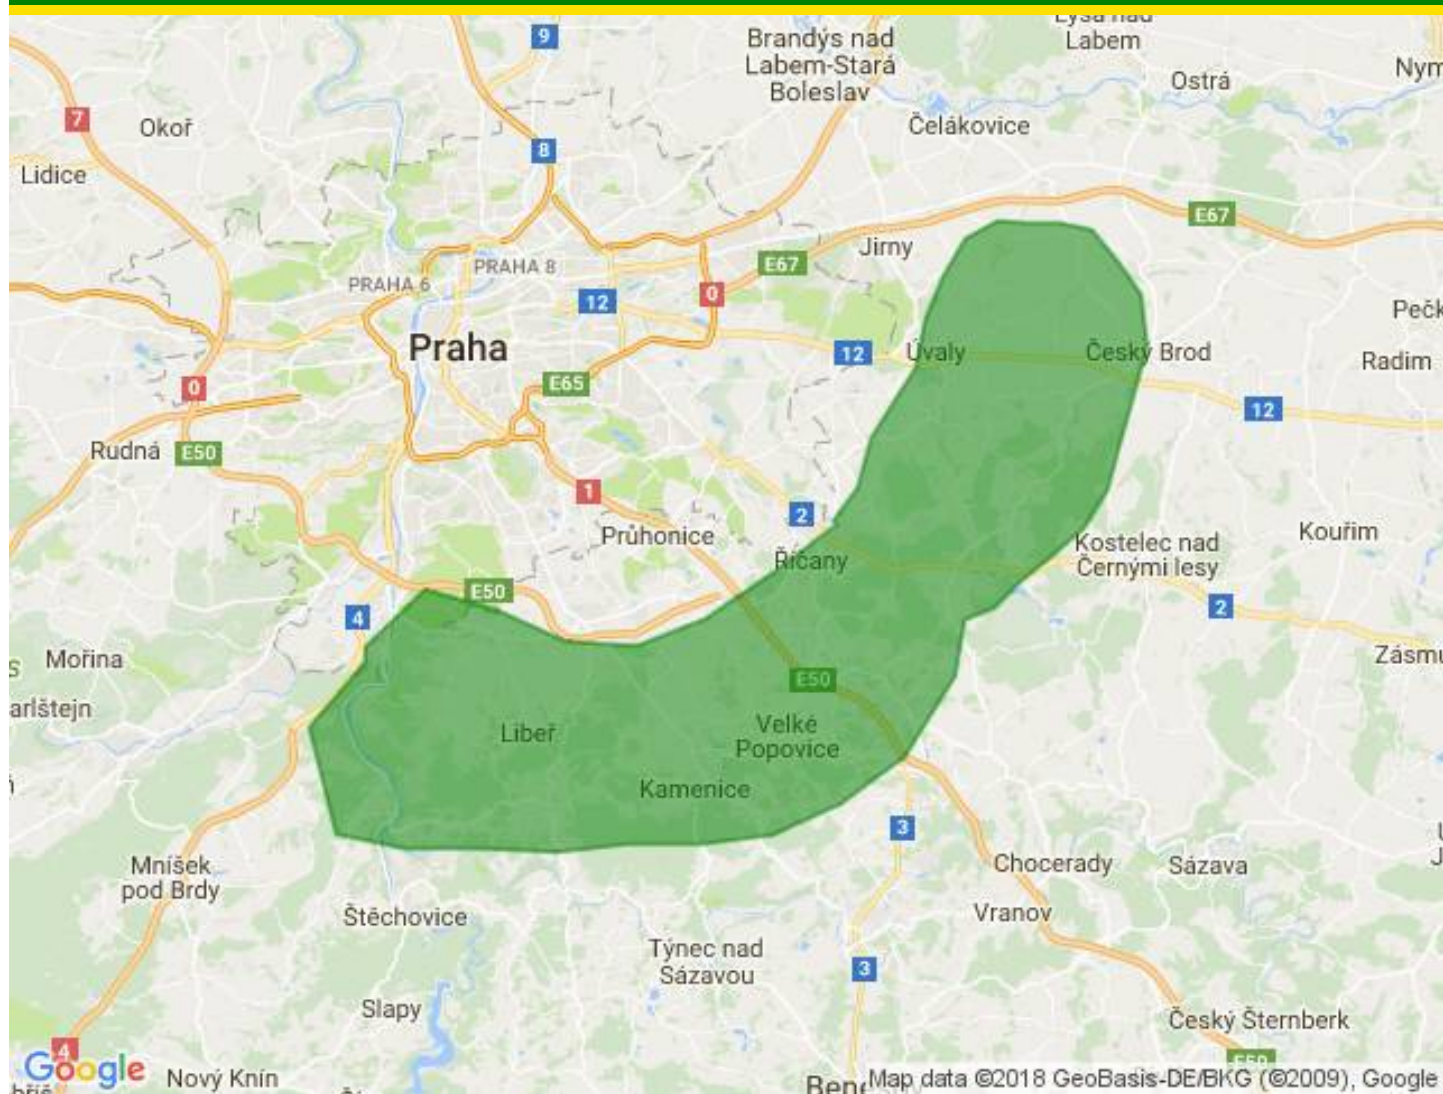 9
Brandýs nad
Labem-Stará
Boleslav
Lysá nad
Labem
Ostrá
7
Okoř
8
Čelákovice
Lidice
E67
Jirny
PRAHA 8
E67
PRAHA 6
12
0
Praha
12
Úvaly
Český Brod
Radim
E65
0
12
Rudná
E50
1
2
Průhonice
Kouřim
Říčany
Kostelec nad
Černými lesy
E50
4
2
Mořina
E50
Libeř
Velké
Popovice
Kamenice
3
Mníšek
pod Brdy
Chocerady
Sázava
Štěchovice
Vranov
Týnec nad
Sázavou
3
Slapy
Český Šternberk
4
Google
Nový Knín
E50
Map data ©2018 GeoBasis-DE/BKG (©2009), Google